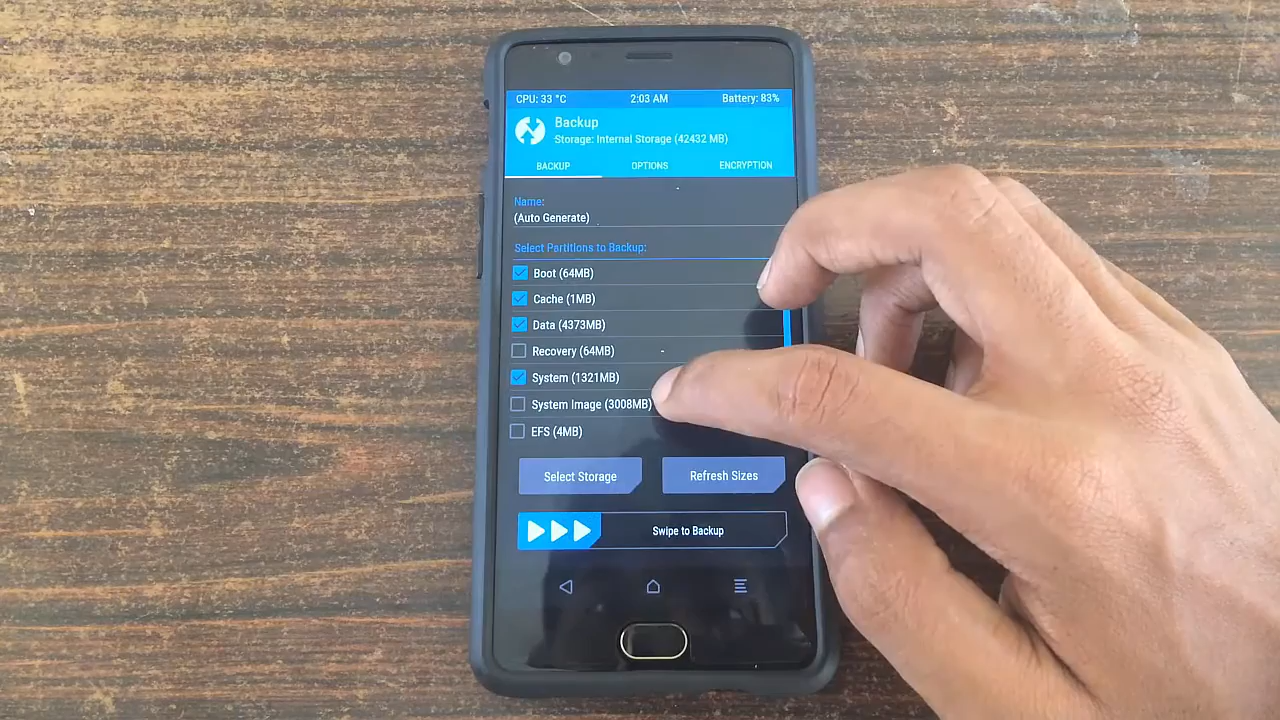 CPU: 33 °C 2:03 AM Battery: 83%
Backup
Storage: Internal Storage (42432 MB)
BACKUP OPTIONS ENCRYPTION
Name:
(Auto Generate)
Select Partitions to Backup:
Boot (64MB)
Cache (1MB)
Data (4373MB)
Recovery (64MB)
System (1321MB)
System Image (3008MB)
EFS (4MB)
Select Storage Refresh Sizes
Swipe to Backup